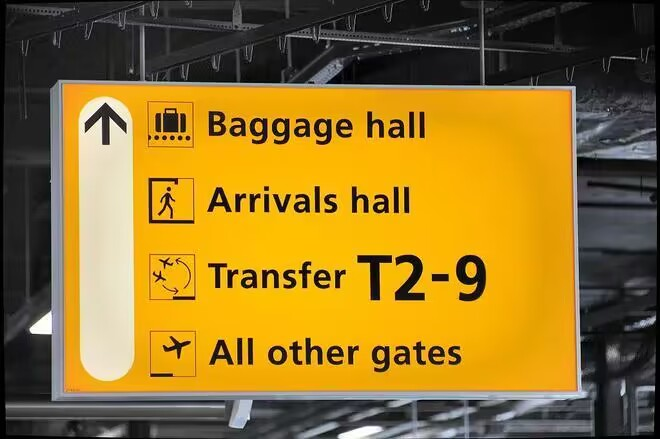 Baggage hall
Arrivals hall
Transfer T2-9
All other gates